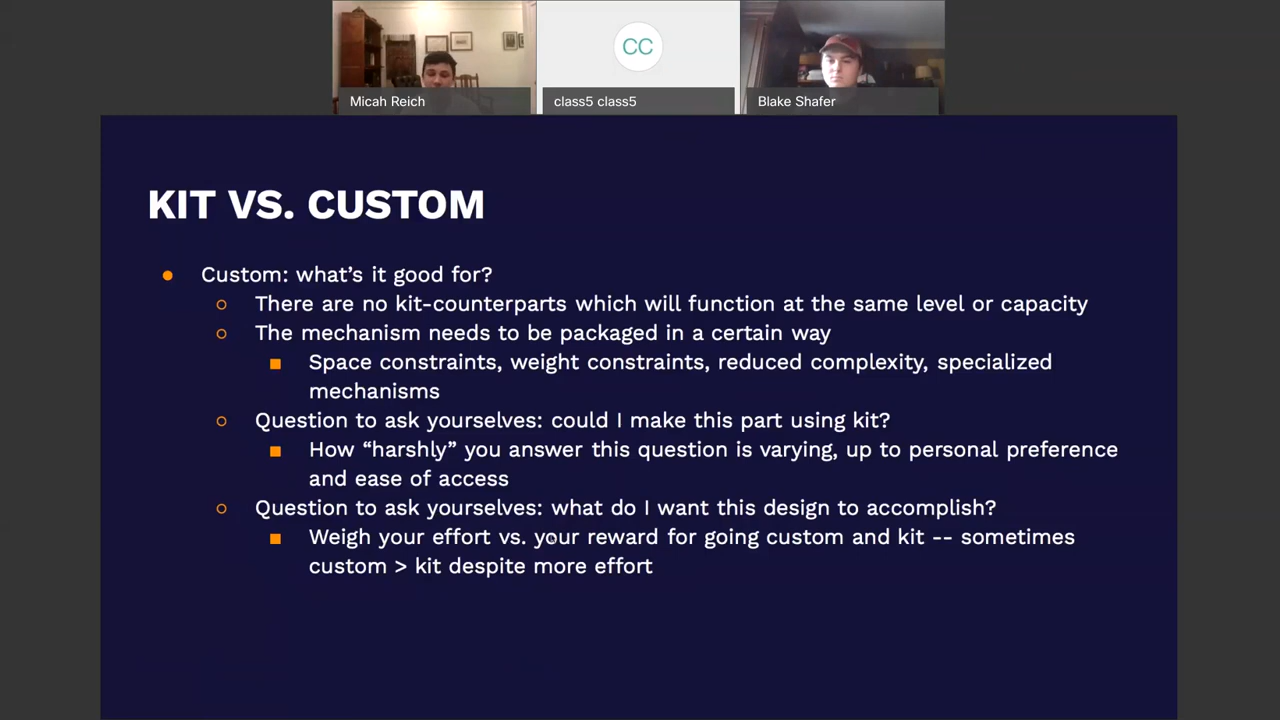 Micah Reich
CC
class5 class5
Blake Shafer
KIT VS. CUSTOM
● Custom: what's it good for?
○ There are no kit-counterparts which will function at the same level or capacity
○ The mechanism needs to be packaged in a certain way
■ Space constraints, weight constraints, reduced complexity, specialized
mechanisms
○ Question to ask yourselves: could I make this part using kit?
■ How “harshly” you answer this question is varying, up to personal preference
and ease of access
○ Question to ask yourselves: what do I want this design to accomplish?
■ Weigh your effort vs. your reward for going custom and kit -- sometimes
custom > kit despite more effort